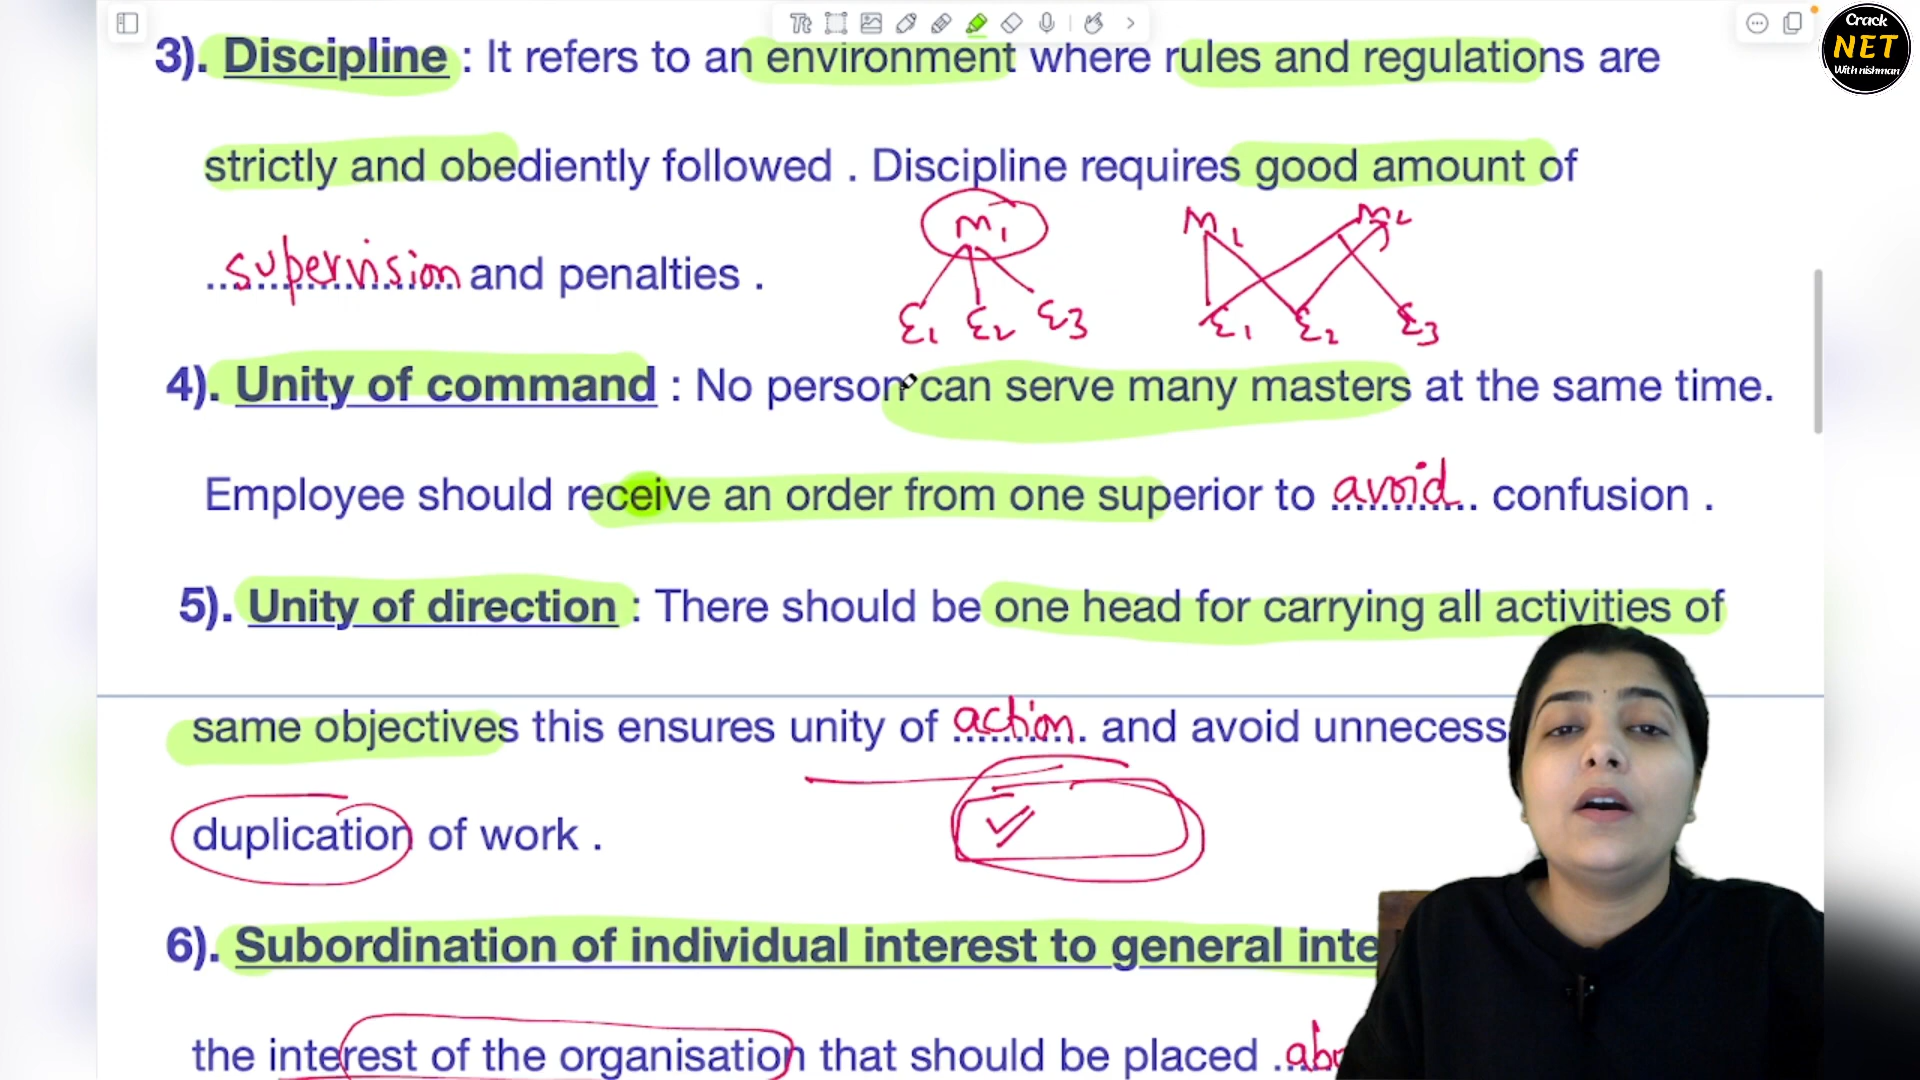 Crack
NET
With nishman
3). Discipline : It refers to an environment where rules and regulations are
strictly and obediently followed . Discipline requires good amount of
supervision and penalties .
M1
E1 E2 E3
M1 M2
E1 E2 E3
4). Unity of command : No person can serve many masters at the same time.
Employee should receive an order from one superior to avoid confusion .
5). Unity of direction : There should be one head for carrying all activities of
same objectives this ensures unity of action and avoid unnecess
duplication of work .
6). Subordination of individual interest to general inte
the interest of the organisation that should be placed